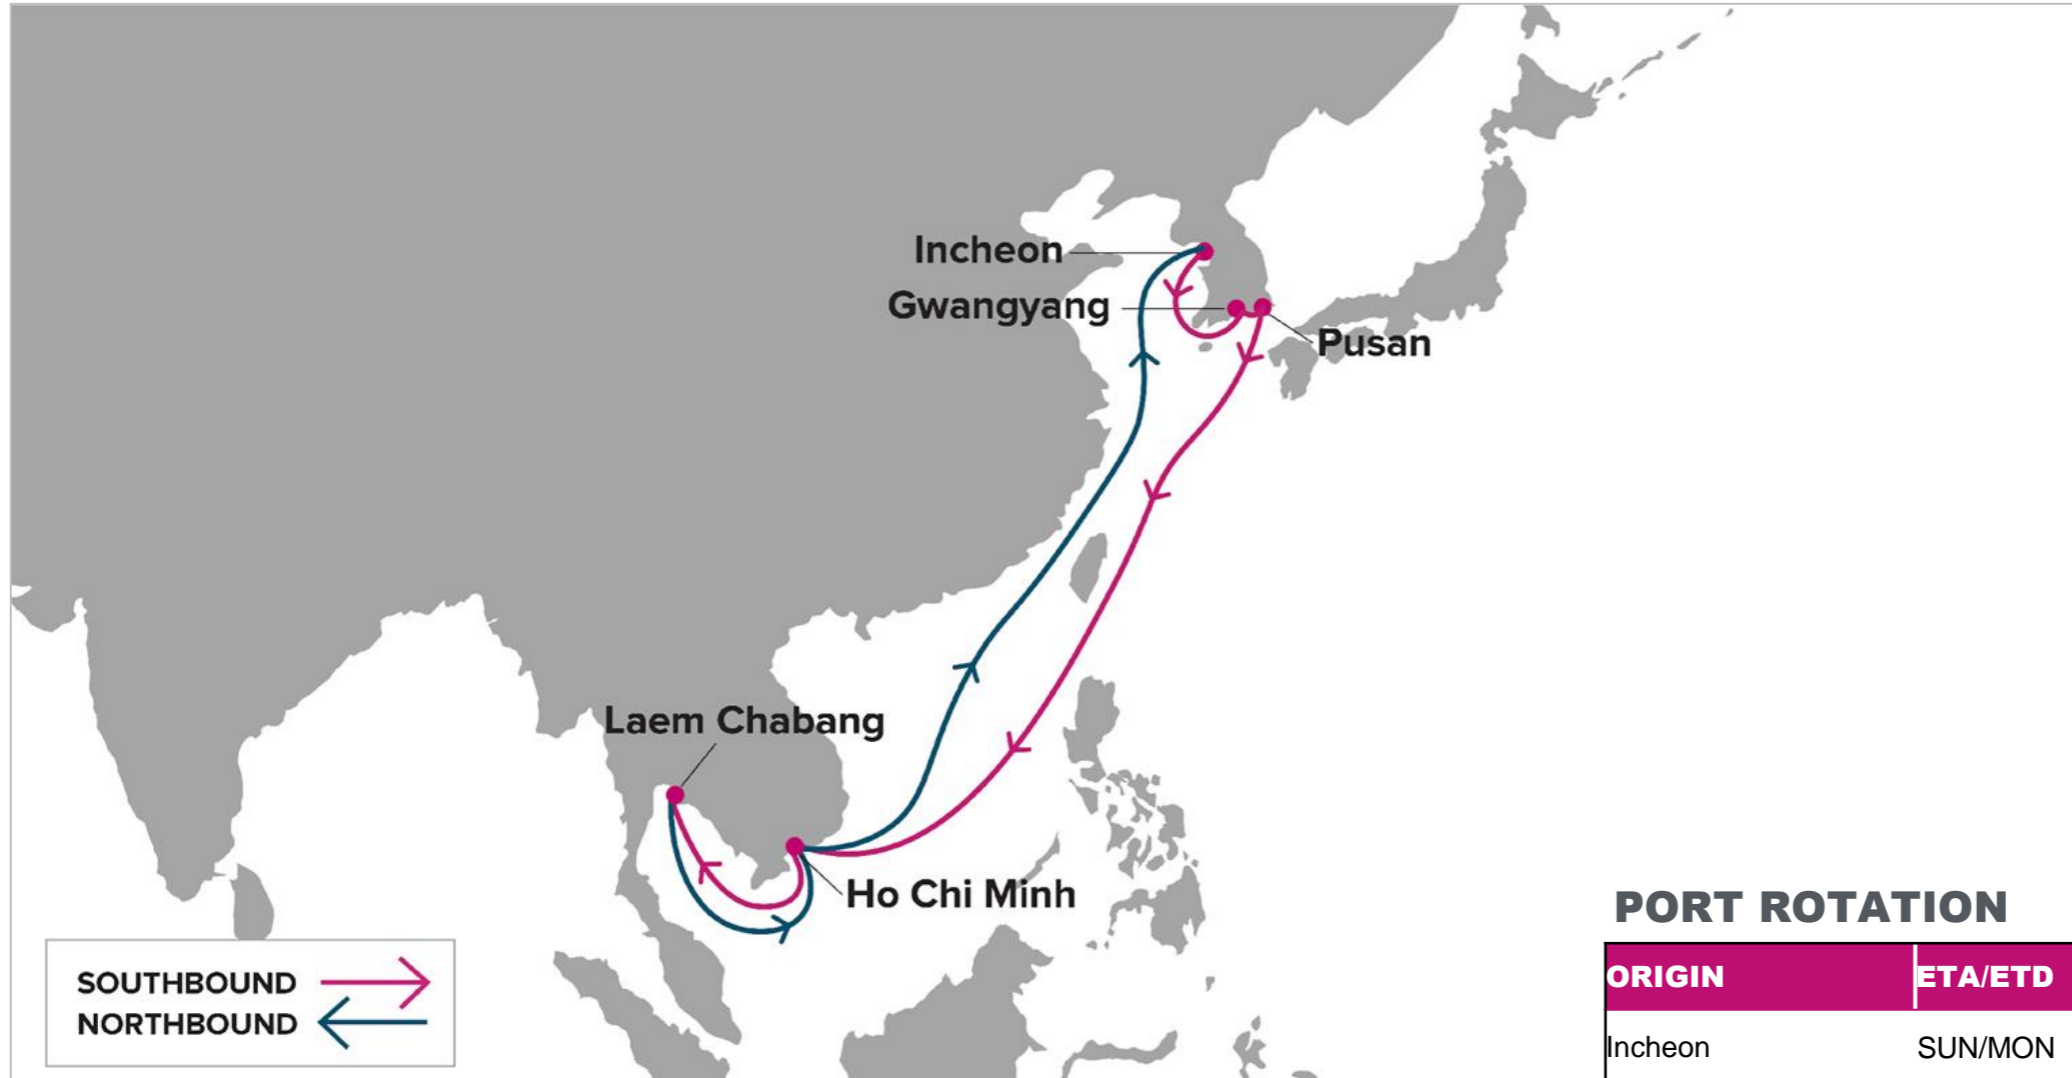 Incheon
Gwangyang
Pusan
Laem Chabang
Ho Chi Minh
SOUTHBOUND
NORTHBOUND
PORT ROTATION
ORIGIN ETA/ETD
Incheon SUN/MON